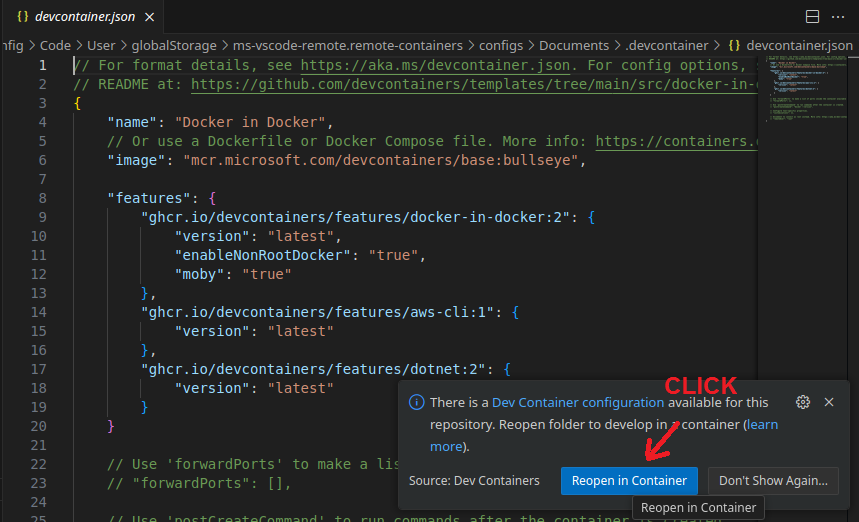 {} devcontainer.json ×
nfig > Code > User > globalStorage > ms-vscode-remote.remote-containers > configs > Documents > .devcontainer > {} devcontainer.json
1 // For format details, see https://aka.ms/devcontainer.json. For config options,
2 // README at: https://github.com/devcontainers/templates/tree/main/src/docker-in-
3 {
4 "name": "Docker in Docker",
5 // Or use a Dockerfile or Docker Compose file. More info: https://containers.
6 "image": "mcr.microsoft.com/devcontainers/base:bullseye",
7
8 "features": {
9 "ghcr.io/devcontainers/features/docker-in-docker:2": {
10 "version": "latest",
11 "enableNonRootDocker": "true",
12 "moby": "true"
13 },
14 "ghcr.io/devcontainers/features/aws-cli:1": {
15 "version": "latest"
16 },
17 "ghcr.io/devcontainers/features/dotnet:2": {
18 "version": "latest"
19 }
20 }
21
22 // Use 'forwardPorts' to make a lis
23 // "forwardPorts": [],
24
25 // Use 'postCreateCommand' to run commands after the container is created
CLICK
There is a Dev Container configuration available for this
repository. Reopen folder to develop in a container (learn
more).
Source: Dev Containers
Reopen in Container
Don't Show Again...
Reopen in Container